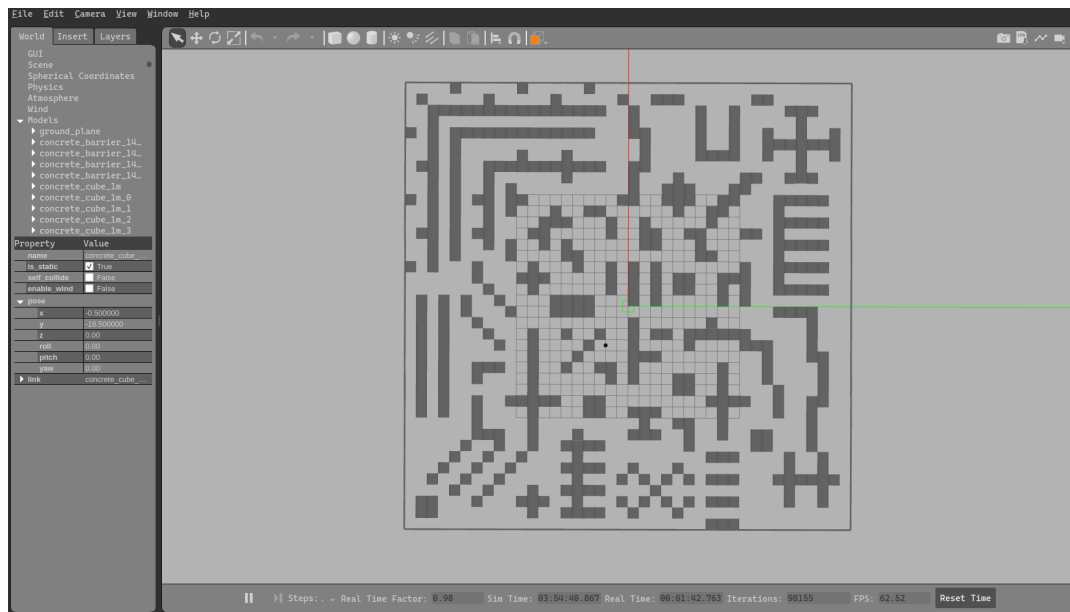 File Edit Camera View Window Help
World Insert Layers
GUI
Scene
Spherical Coordinates
Physics
Atmosphere
Wind
Models
ground_plane
concrete_barrier_14…
concrete_barrier_14…
concrete_barrier_14…
concrete_barrier_14…
concrete_cube_1m
concrete_cube_1m_0
concrete_cube_1m_1
concrete_cube_1m_2
concrete_cube_1m_3
Property Value
name concrete_cube_…
is_static True
self_collide False
enable_wind False
pose
x -0.500000
y -18.500000
z 0.00
roll 0.00
pitch 0.00
yaw 0.00
link concrete_cube_…
Steps: Real Time Factor: 0.98 Sim Time: 03:54:40.867 Real Time: 00:01:42.763 Iterations: 98155 FPS: 62.52 Reset Time